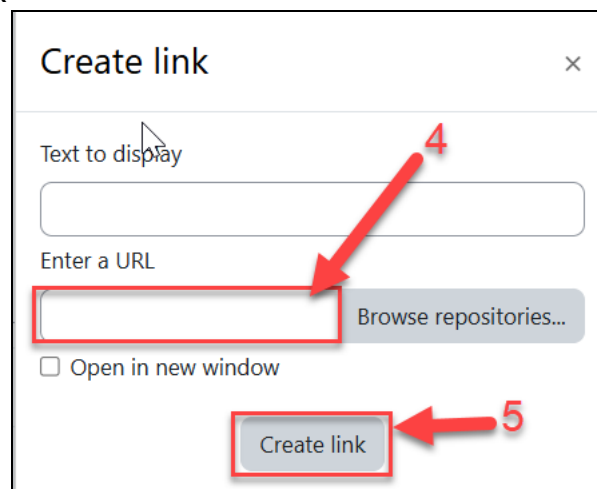 Create link ×
4
Text to display
Enter a URL
Browse repositories...
Open in new window
5
Create link